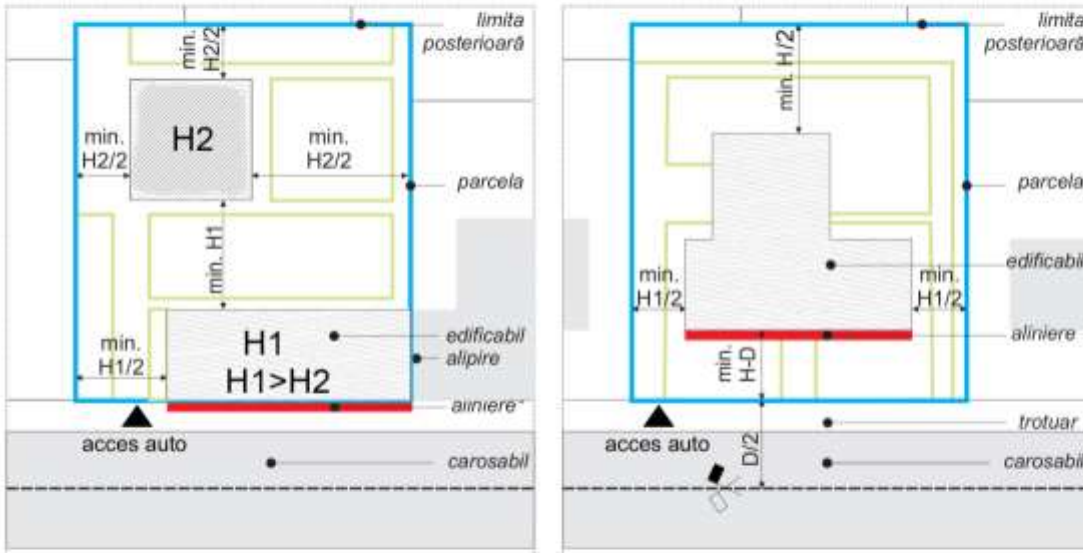 limita
posterioară
min.
H2/2
H2
min.
H2/2
min.
H2/2
parcela
min. H1
min.
H1/2
H1
H1>H2
edificabil
alipire
aliniere*
acces auto
carosabil
limita
posterioară
min. H/2
parcela
min.
H1/2
edificabil
min.
H1/2
aliniere
min.
H-D
acces auto
trotuar
D/2
carosabil